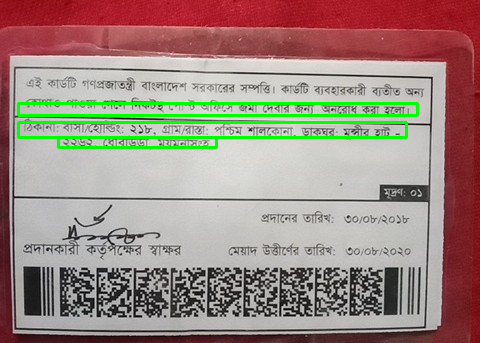 এই কার্ডটি গণপ্রজাতন্ত্রী বাংলাদেশ সরকারের সম্পত্তি। কার্ডটি ব্যবহারকারী ব্যতীত অন্য
কোথাও পাওয়া গেলে নিকটস্থ পোস্ট অফিসে জমা দেবার জন্য অনুরোধ করা হলো।
ঠিকানা: বাসা/হোল্ডিং: ২১৮, গ্রাম/রাস্তা: পশ্চিম শালকোনা, ডাকঘর: মুন্সীর হাট -
ময়মনসিংহ
মুদ্রণ: ০১
প্রদানের তারিখ: ৩০/০৮/২০১৮
প্রদানকারী কর্তৃপক্ষের স্বাক্ষর
মেয়াদ উত্তীর্ণের তারিখ: ৩০/০৮/২০২০